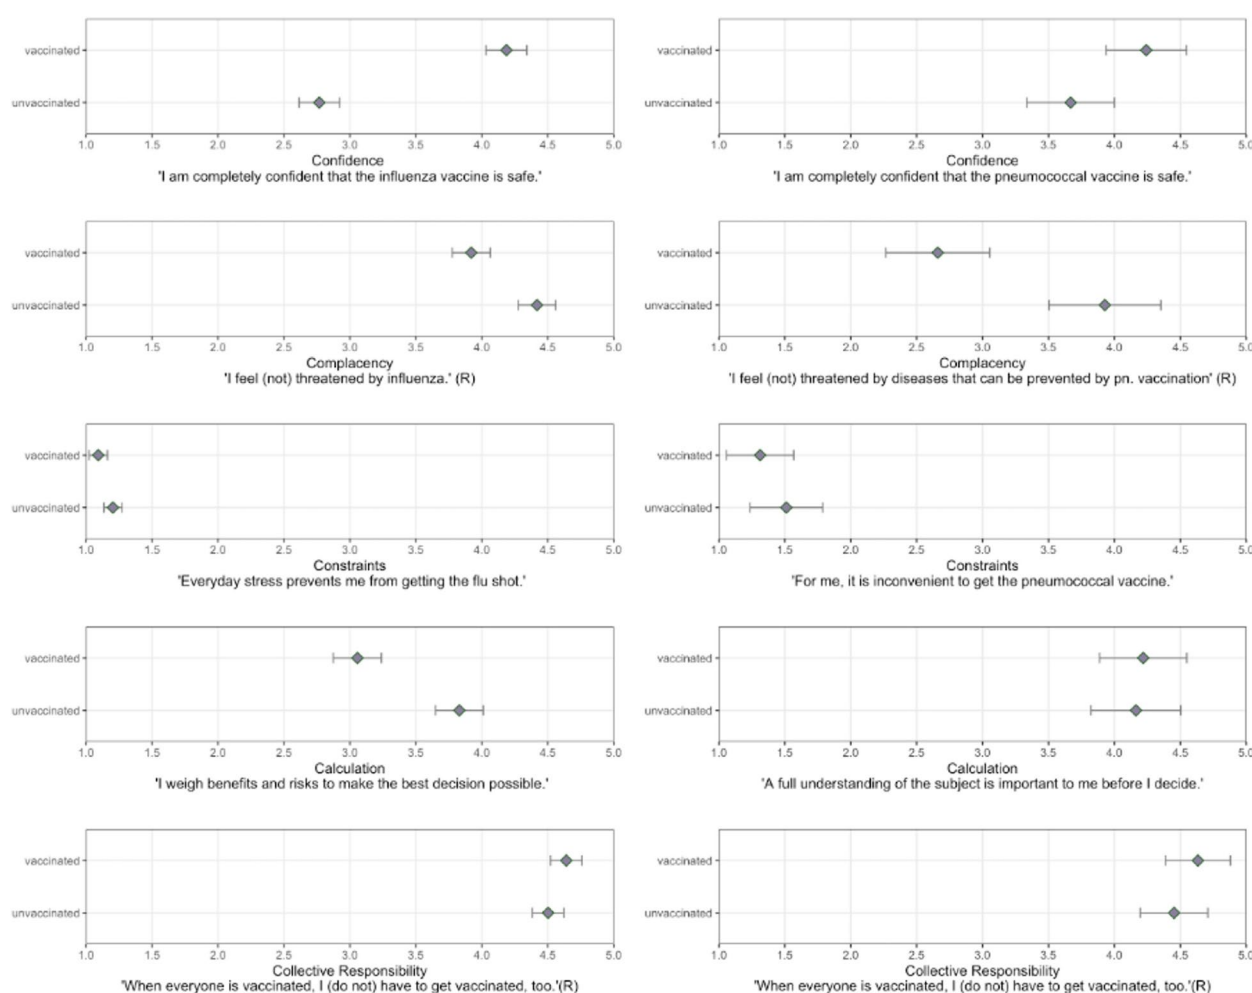 vaccinated
unvaccinated
1.0 1.5 2.0 2.5 3.0 3.5 4.0 4.5 5.0
Confidence
'I am completely confident that the influenza vaccine is safe.'
vaccinated
unvaccinated
1.0 1.5 2.0 2.5 3.0 3.5 4.0 4.5 5.0
Confidence
'I am completely confident that the pneumococcal vaccine is safe.'
vaccinated
unvaccinated
1.0 1.5 2.0 2.5 3.0 3.5 4.0 4.5 5.0
Complacency
'I feel (not) threatened by influenza.' (R)
vaccinated
unvaccinated
1.0 1.5 2.0 2.5 3.0 3.5 4.0 4.5 5.0
Complacency
'I feel (not) threatened by diseases that can be prevented by pn. vaccination' (R)
vaccinated
unvaccinated
1.0 1.5 2.0 2.5 3.0 3.5 4.0 4.5 5.0
Constraints
'Everyday stress prevents me from getting the flu shot.'
vaccinated
unvaccinated
1.0 1.5 2.0 2.5 3.0 3.5 4.0 4.5 5.0
Constraints
'For me, it is inconvenient to get the pneumococcal vaccine.'
vaccinated
unvaccinated
1.0 1.5 2.0 2.5 3.0 3.5 4.0 4.5 5.0
Calculation
'I weigh benefits and risks to make the best decision possible.'
vaccinated
unvaccinated
1.0 1.5 2.0 2.5 3.0 3.5 4.0 4.5 5.0
Calculation
'A full understanding of the subject is important to me before I decide.'
vaccinated
unvaccinated
1.0 1.5 2.0 2.5 3.0 3.5 4.0 4.5 5.0
Collective Responsibility
'When everyone is vaccinated, I (do not) have to get vaccinated, too.'(R)
vaccinated
unvaccinated
1.0 1.5 2.0 2.5 3.0 3.5 4.0 4.5 5.0
Collective Responsibility
'When everyone is vaccinated, I (do not) have to get vaccinated, too.'(R)